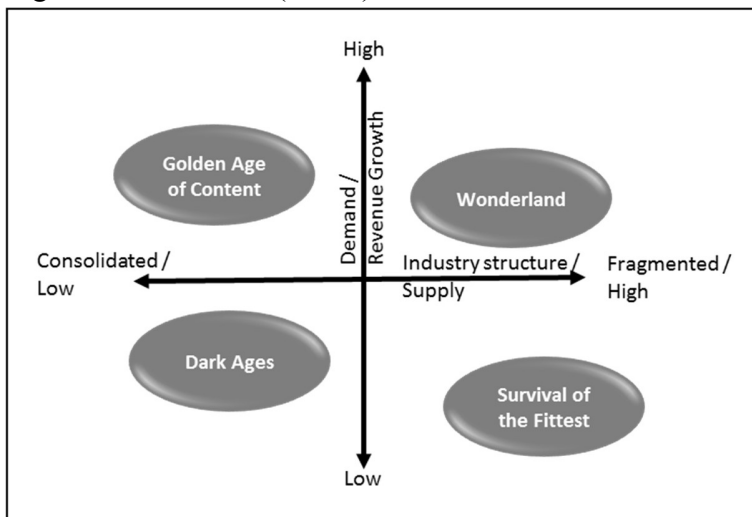 High
Golden Age
of Content
Demand /
Revenue Growth
Wonderland
Consolidated /
Low
Industry structure /
Supply
Fragmented /
High
Dark Ages
Survival of
the Fittest
Low